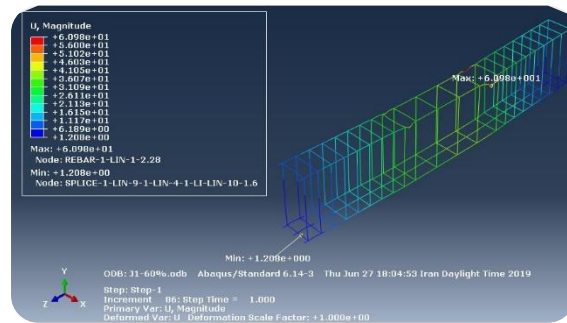 U, Magnitude
+6.098e+01
+5.600e+01
+5.102e+01
+4.603e+01
+4.105e+01
+3.607e+01
+3.109e+01
+2.611e+01
+2.113e+01
+1.615e+01
+1.117e+01
+6.189e+00
+1.208e+00
Max: +6.098e+01
Node: REBAR-1-LIN-1-2.28
Min: +1.208e+00
Node: SPLICE-1-LIN-9-1-LIN-4-1-LI-LIN-10-1.6
Max: +6.098e+001
Min: +1.208e+000
ODB: J1-60%.odb Abaqus/Standard 6.14-3 Thu Jun 27 18:04:53 Iran Daylight Time 2019
Step: Step-1
Increment 86: Step Time = 1.000
Primary Var: U, Magnitude
Deformed Var: U Deformation Scale Factor: +1.000e+00
Y
Z X